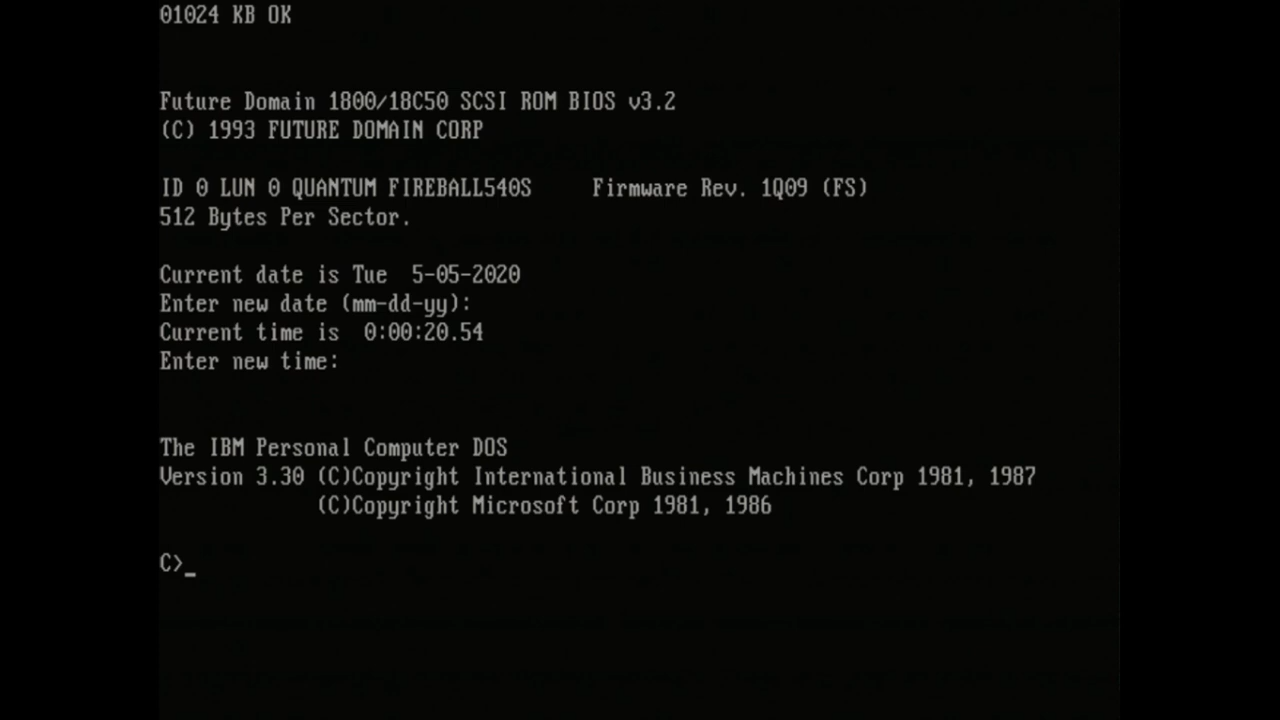 01024 KB OK
Future Domain 1800/18C50 SCSI ROM BIOS v3.2
(C) 1993 FUTURE DOMAIN CORP
ID 0 LUN 0 QUANTUM FIREBALL540S     Firmware Rev. 1Q09 (FS)
512 Bytes Per Sector.
Current date is Tue  5-05-2020
Enter new date (mm-dd-yy):
Current time is  0:00:20.54
Enter new time:
The IBM Personal Computer DOS
Version 3.30 (C)Copyright International Business Machines Corp 1981, 1987
             (C)Copyright Microsoft Corp 1981, 1986
C>_